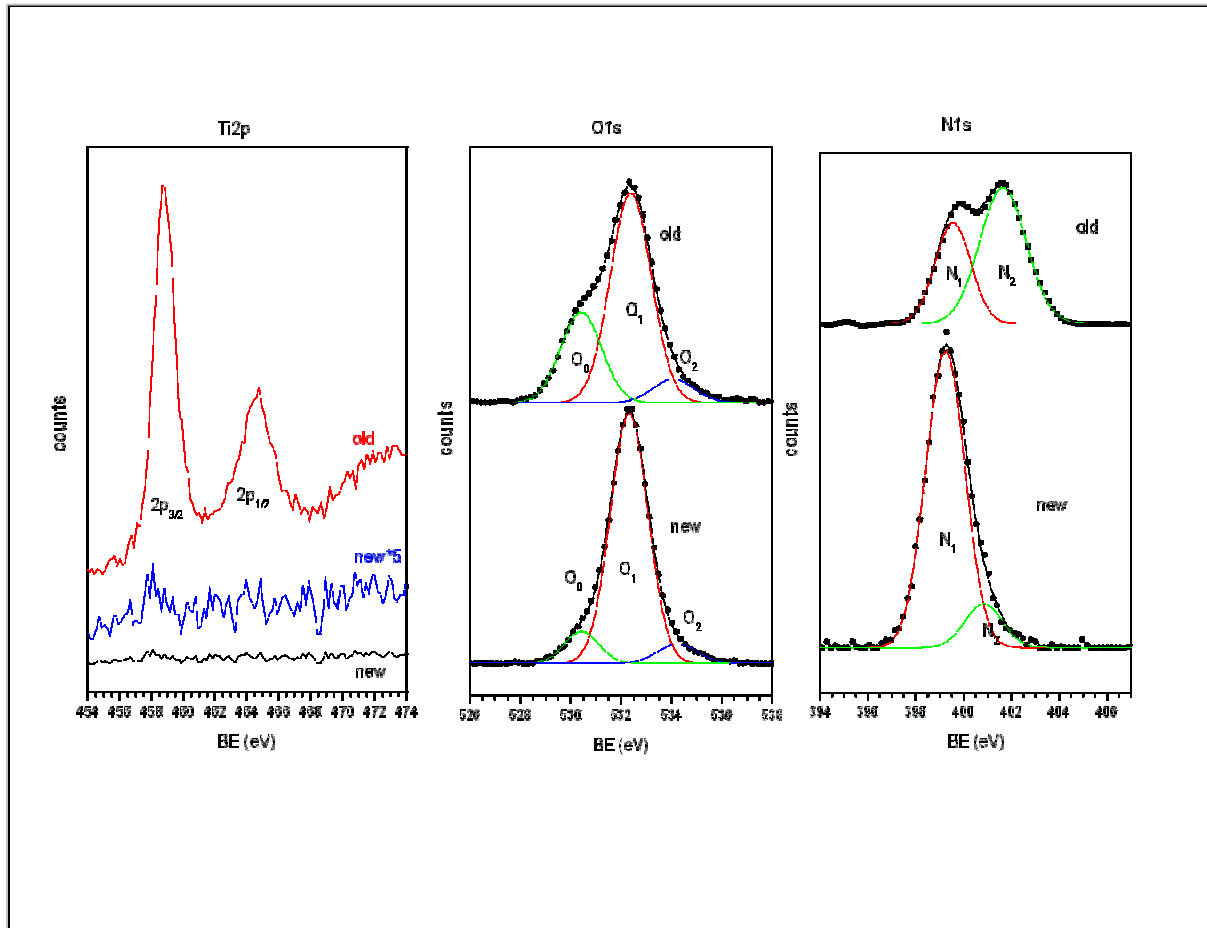 Ti2p
counts
old
2p3/2
2p1/2
new*5
new
454 456 458 460 462 464 466 468 470 472 474
BE (eV)
O1s
counts
old
O1
O0
O2
new
O0
O1
O2
526 528 530 532 534 536 538
BE (eV)
N1s
counts
old
N1
N2
new
N1
N2
394 396 398 400 402 404 406
BE (eV)